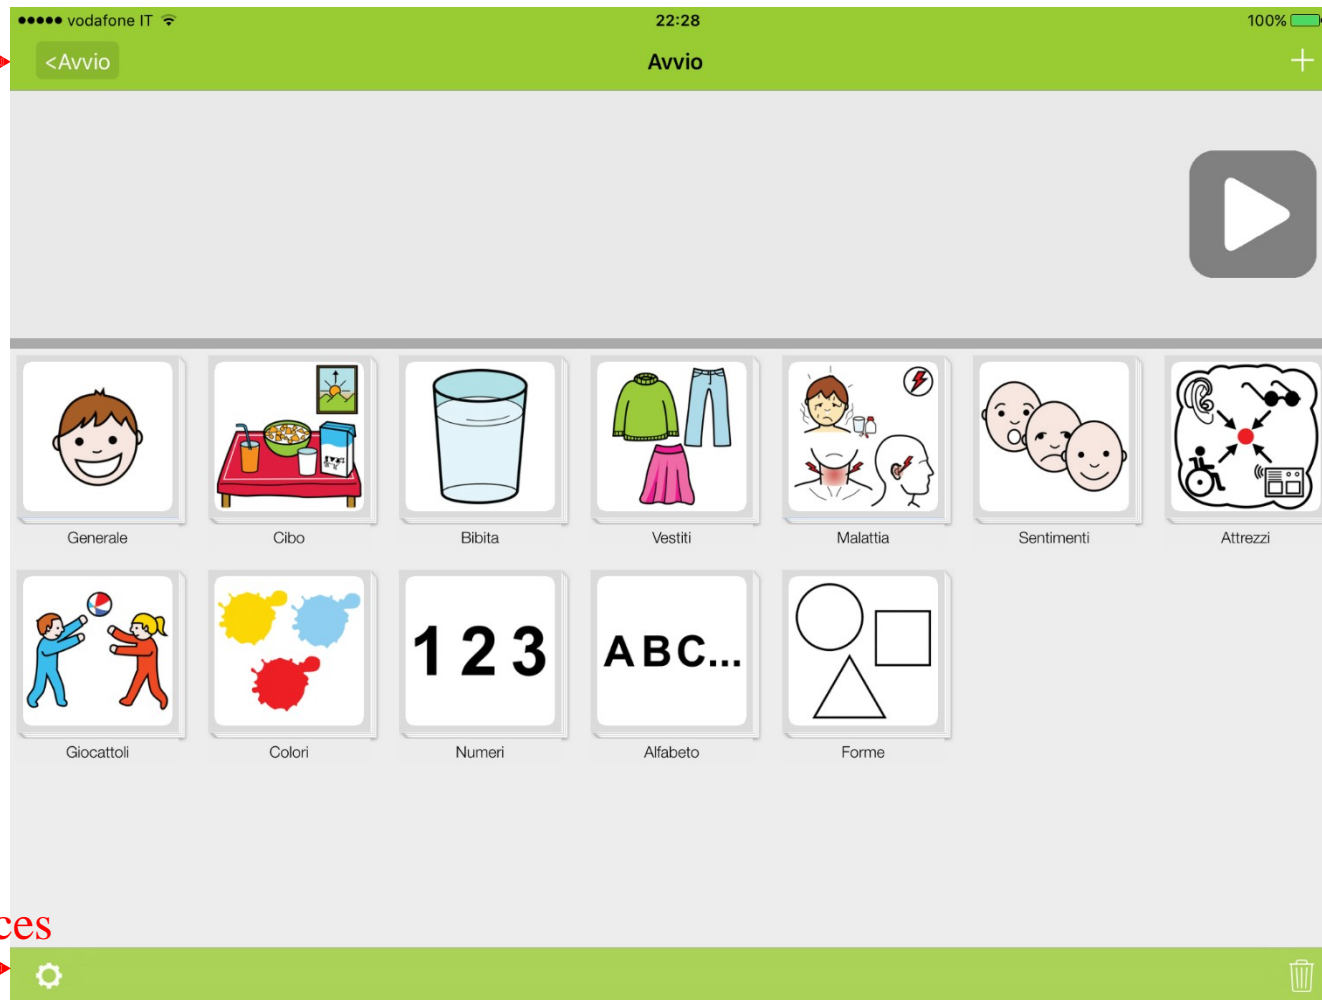 vodafone IT 22:28 100%
<Avvio Avvio
Generale Cibo Bibita Vestiti Malattia Sentimenti Attrezzi
1 2 3 ABC...
Giocattoli Colori Numeri Alfabeto Forme
ces